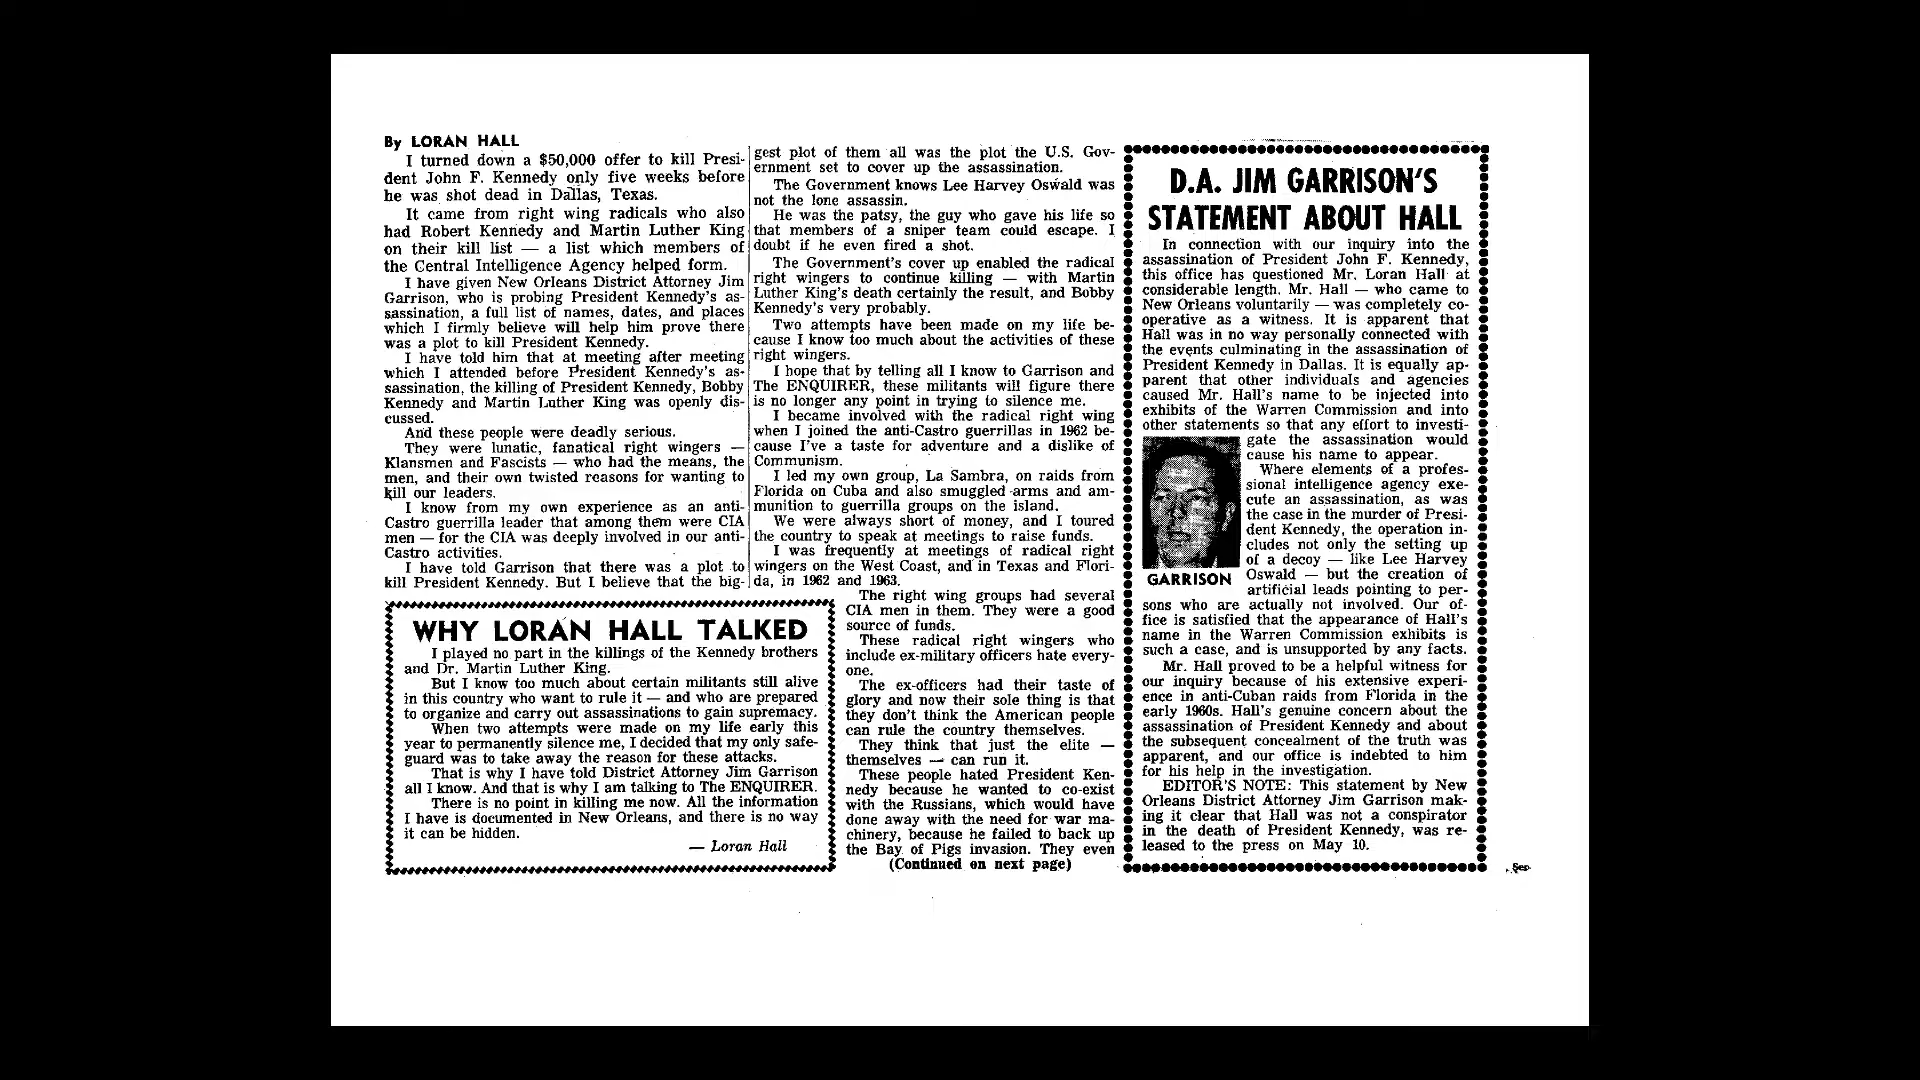 By LORAN HALL
I turned down a $50,000 offer to kill Presi-
dent John F. Kennedy only five weeks before
he was shot dead in Dallas, Texas.
It came from right wing radicals who also
had Robert Kennedy and Martin Luther King
on their kill list — a list which members of
the Central Intelligence Agency helped form.
I have given New Orleans District Attorney Jim
Garrison, who is probing President Kennedy's as-
sassination, a full list of names, dates, and places
which I firmly believe will help him prove there
was a plot to kill President Kennedy.
I have told him that at meeting after meeting
which I attended before President Kennedy's as-
sassination, the killing of President Kennedy, Bobby
Kennedy and Martin Luther King was openly dis-
cussed.
And these people were deadly serious.
They were lunatic, fanatical right wingers —
Klansmen and Fascists — who had the means, the
men, and their own twisted reasons for wanting to
kill our leaders.
I know from my own experience as an anti-
Castro guerrilla leader that among them were CIA
men — for the CIA was deeply involved in our anti-
Castro activities.
I have told Garrison that there was a plot to
kill President Kennedy. But I believe that the big-
gest plot of them all was the plot the U.S. Gov-
ernment set to cover up the assassination.
The Government knows Lee Harvey Oswald was
not the lone assassin.
He was the patsy, the guy who gave his life so
that members of a sniper team could escape. I
doubt if he even fired a shot.
The Government's cover up enabled the radical
right wingers to continue killing — with Martin
Luther King's death certainly the result, and Bobby
Kennedy's very probably.
Two attempts have been made on my life be-
cause I know too much about the activities of these
right wingers.
I hope that by telling all I know to Garrison and
The ENQUIRER, these militants will figure there
is no longer any point in trying to silence me.
I became involved with the radical right wing
when I joined the anti-Castro guerrillas in 1962 be-
cause I've a taste for adventure and a dislike of
Communism.
I led my own group, La Sambra, on raids from
Florida on Cuba and also smuggled arms and am-
munition to guerrilla groups on the island.
We were always short of money, and I toured
the country to speak at meetings to raise funds.
I was frequently at meetings of radical right
wingers on the West Coast, and in Texas and Flori-
da, in 1962 and 1963.
The right wing groups had several
CIA men in them. They were a good
source of funds.
These radical right wingers who
include ex-military officers hate every-
one.
The ex-officers had their taste of
glory and now their sole thing is that
they don't think the American people
can rule the country themselves.
They think that just the elite —
themselves — can run it.
These people hated President Ken-
nedy because he wanted to co-exist
with the Russians, which would have
done away with the need for war ma-
chinery, because he failed to back up
the Bay of Pigs invasion. They even
(Continued on next page)
WHY LORAN HALL TALKED
I played no part in the killings of the Kennedy brothers
and Dr. Martin Luther King.
But I know too much about certain militants still alive
in this country who want to rule it — and who are prepared
to organize and carry out assassinations to gain supremacy.
When two attempts were made on my life early this
year to permanently silence me, I decided that my only safe-
guard was to take away the reason for these attacks.
That is why I have told District Attorney Jim Garrison
all I know. And that is why I am talking to The ENQUIRER.
There is no point in killing me now. All the information
I have is documented in New Orleans, and there is no way
it can be hidden.
— Loran Hall
D.A. JIM GARRISON'S
STATEMENT ABOUT HALL
In connection with our inquiry into the
assassination of President John F. Kennedy,
this office has questioned Mr. Loran Hall at
considerable length. Mr. Hall — who came to
New Orleans voluntarily — was completely co-
operative as a witness. It is apparent that
Hall was in no way personally connected with
the events culminating in the assassination of
President Kennedy in Dallas. It is equally ap-
parent that other individuals and agencies
caused Mr. Hall's name to be injected into
exhibits of the Warren Commission and into
other statements so that any effort to investi-
gate the assassination would
cause his name to appear.
Where elements of a profes-
sional intelligence agency exe-
cute an assassination, as was
the case in the murder of Presi-
dent Kennedy, the operation in-
cludes not only the setting up
of a decoy — like Lee Harvey
Oswald — but the creation of
artificial leads pointing to per-
sons who are actually not involved. Our of-
fice is satisfied that the appearance of Hall's
name in the Warren Commission exhibits is
such a case, and is unsupported by any facts.
Mr. Hall proved to be a helpful witness for
our inquiry because of his extensive experi-
ence in anti-Cuban raids from Florida in the
early 1960s. Hall's genuine concern about the
assassination of President Kennedy and about
the subsequent concealment of the truth was
apparent, and our office is indebted to him
for his help in the investigation.
EDITOR'S NOTE: This statement by New
Orleans District Attorney Jim Garrison mak-
ing it clear that Hall was not a conspirator
in the death of President Kennedy, was re-
leased to the press on May 10.
GARRISON